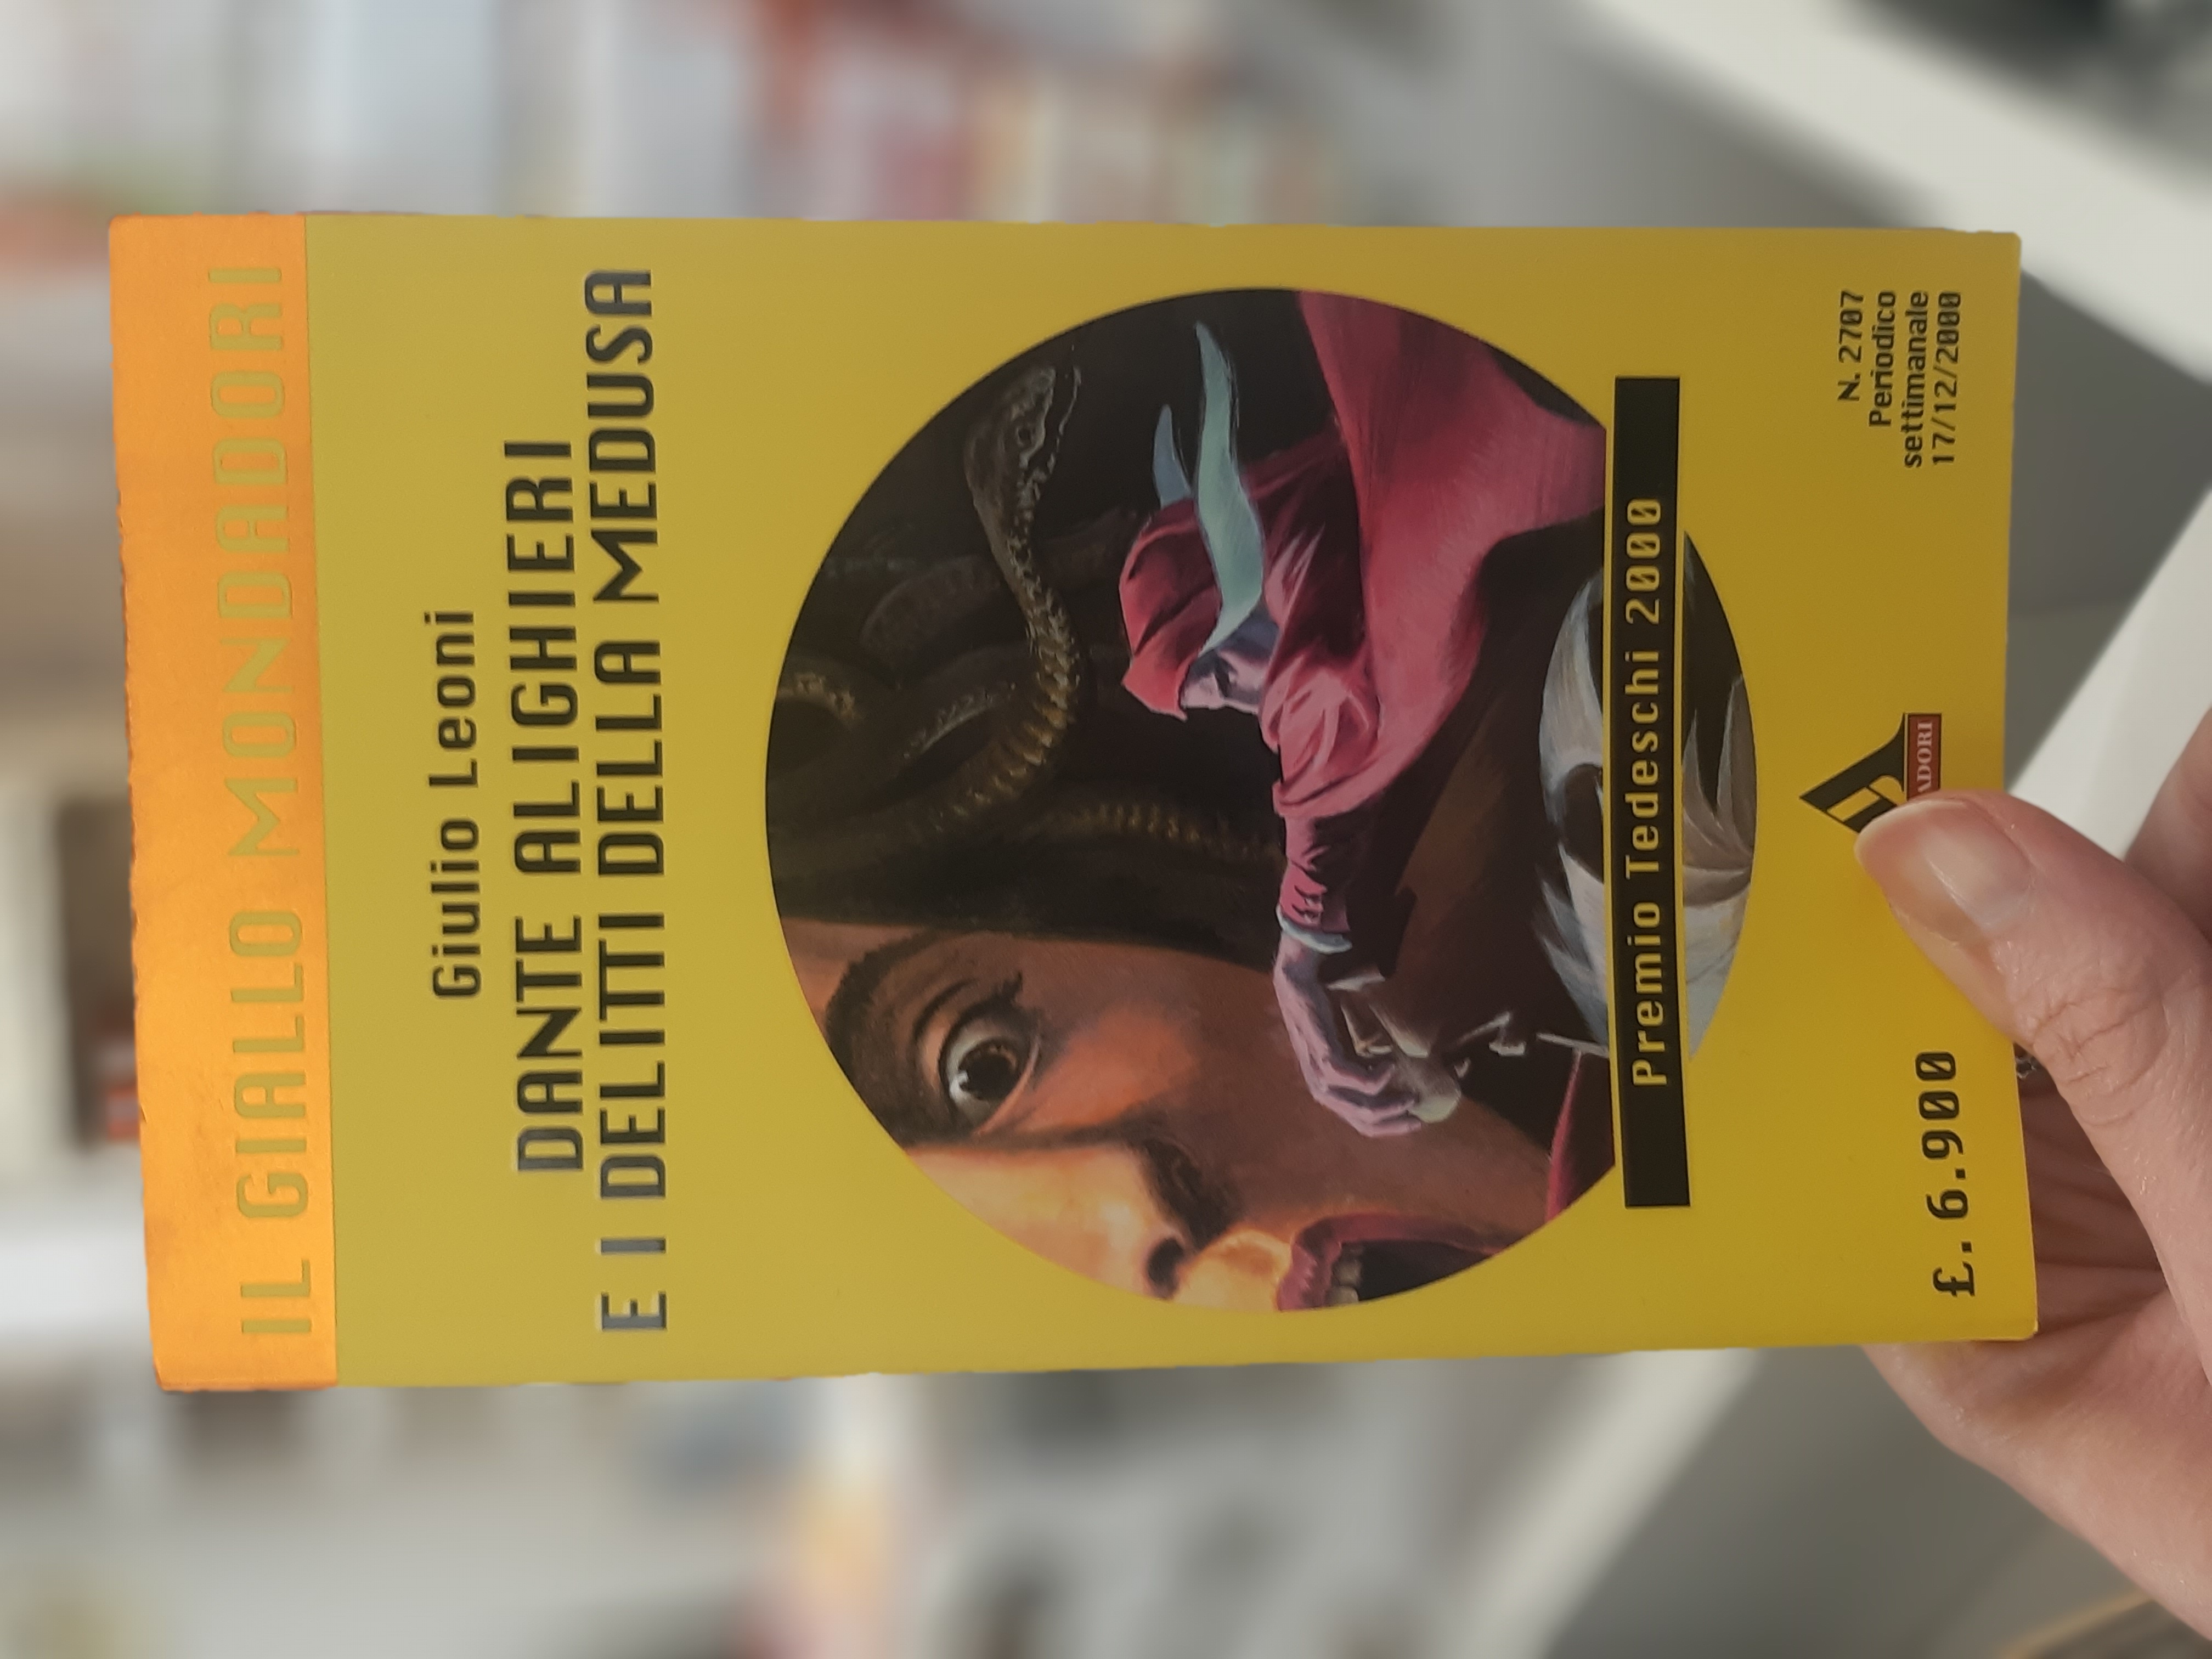 IL GIALLO MONDADORI
Giulio Leoni
DANTE ALIGHIERI
E I DELITTI DELLA MEDUSA
Premio Tedeschi 2000
£. 6.900
N. 2707
Periodico
settimanale
17/12/2000